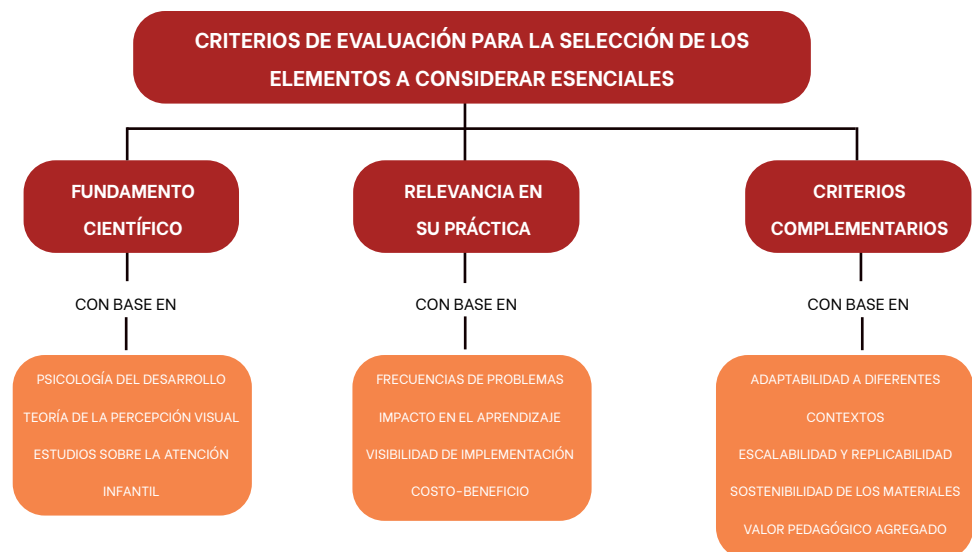 CRITERIOS DE EVALUACIÓN PARA LA SELECCIÓN DE LOS
ELEMENTOS A CONSIDERAR ESENCIALES
FUNDAMENTO
CIENTÍFICO
CON BASE EN
PSICOLOGÍA DEL DESARROLLO
TEORÍA DE LA PERCEPCIÓN VISUAL
ESTUDIOS SOBRE LA ATENCIÓN
INFANTIL
RELEVANCIA EN
SU PRÁCTICA
CON BASE EN
FRECUENCIAS DE PROBLEMAS
IMPACTO EN EL APRENDIZAJE
VISIBILIDAD DE IMPLEMENTACIÓN
COSTO-BENEFICIO
CRITERIOS
COMPLEMENTARIOS
CON BASE EN
ADAPTABILIDAD A DIFERENTES
CONTEXTOS
ESCALABILIDAD Y REPLICABILIDAD
SOSTENIBILIDAD DE LOS MATERIALES
VALOR PEDAGÓGICO AGREGADO